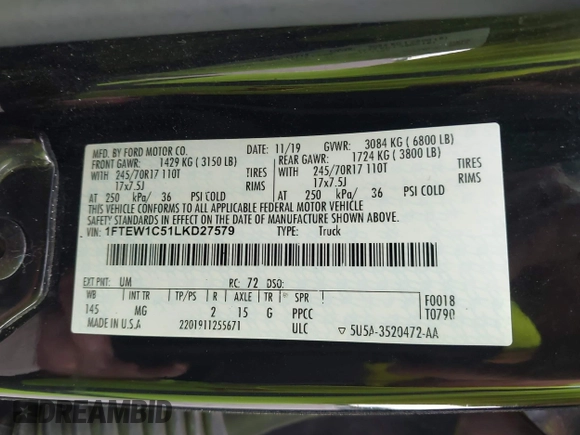 MFD. BY FORD MOTOR CO. DATE: 11/19 GVWR: 3084 KG ( 6800 LB)
FRONT GAWR: 1429 KG ( 3150 LB) REAR GAWR: 1724 KG ( 3800 LB)
WITH 245/70R17 110T TIRES WITH 245/70R17 110T TIRES
17x7.5J RIMS 17x7.5J RIMS
AT 250 kPa/ 36 PSI COLD AT 250 kPa/ 36 PSI COLD
THIS VEHICLE CONFORMS TO ALL APPLICABLE FEDERAL MOTOR VEHICLE
SAFETY STANDARDS IN EFFECT ON THE DATE OF MANUFACTURE SHOWN ABOVE.
VIN: 1FTEW1C51LKD27579 TYPE: Truck
EXT PNT: UM RC: 72 DSO:
WB INT TR TP/PS R AXLE TR SPR F0018
145 MG 2 15 G PPCC T0790
MADE IN U.S.A 2201911255671 ULC 5U5A-3520472-AA
DREAMBID